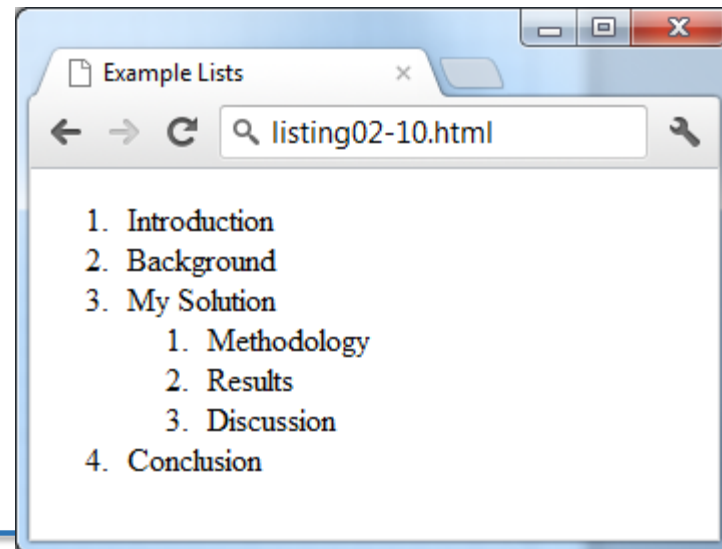 Example Lists
listing02-10.html
1. Introduction
2. Background
3. My Solution
1. Methodology
2. Results
3. Discussion
4. Conclusion